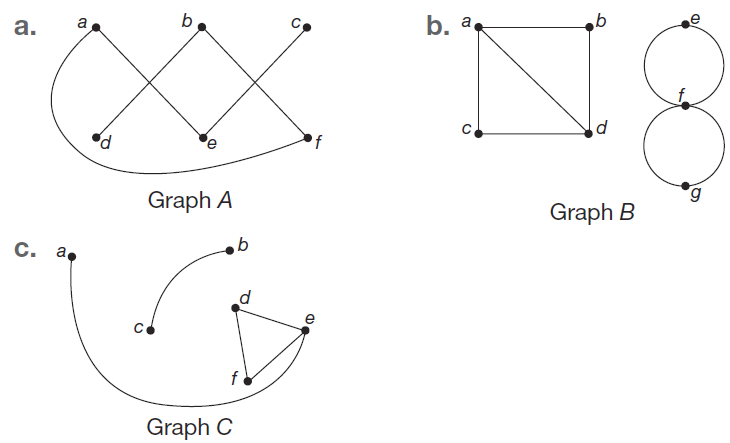 a.
a b c
d e f
Graph A
b.
a b e
f
c d
g
Graph B
c.
a b
d
c e
f
Graph C